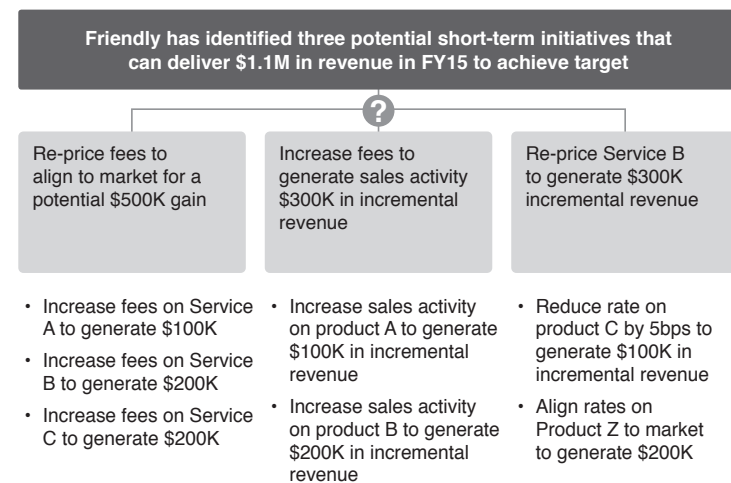 Friendly has identified three potential short-term initiatives that
can deliver $1.1M in revenue in FY15 to achieve target
?
Re-price fees to
align to market for a
potential $500K gain
Increase fees to
generate sales activity
$300K in incremental
revenue
Re-price Service B
to generate $300K
incremental revenue
• Increase fees on Service
A to generate $100K
• Increase fees on Service
B to generate $200K
• Increase fees on Service
C to generate $200K
• Increase sales activity
on product A to generate
$100K in incremental
revenue
• Increase sales activity
on product B to generate
$200K in incremental
revenue
• Reduce rate on
product C by 5bps to
generate $100K in
incremental revenue
• Align rates on
Product Z to market
to generate $200K